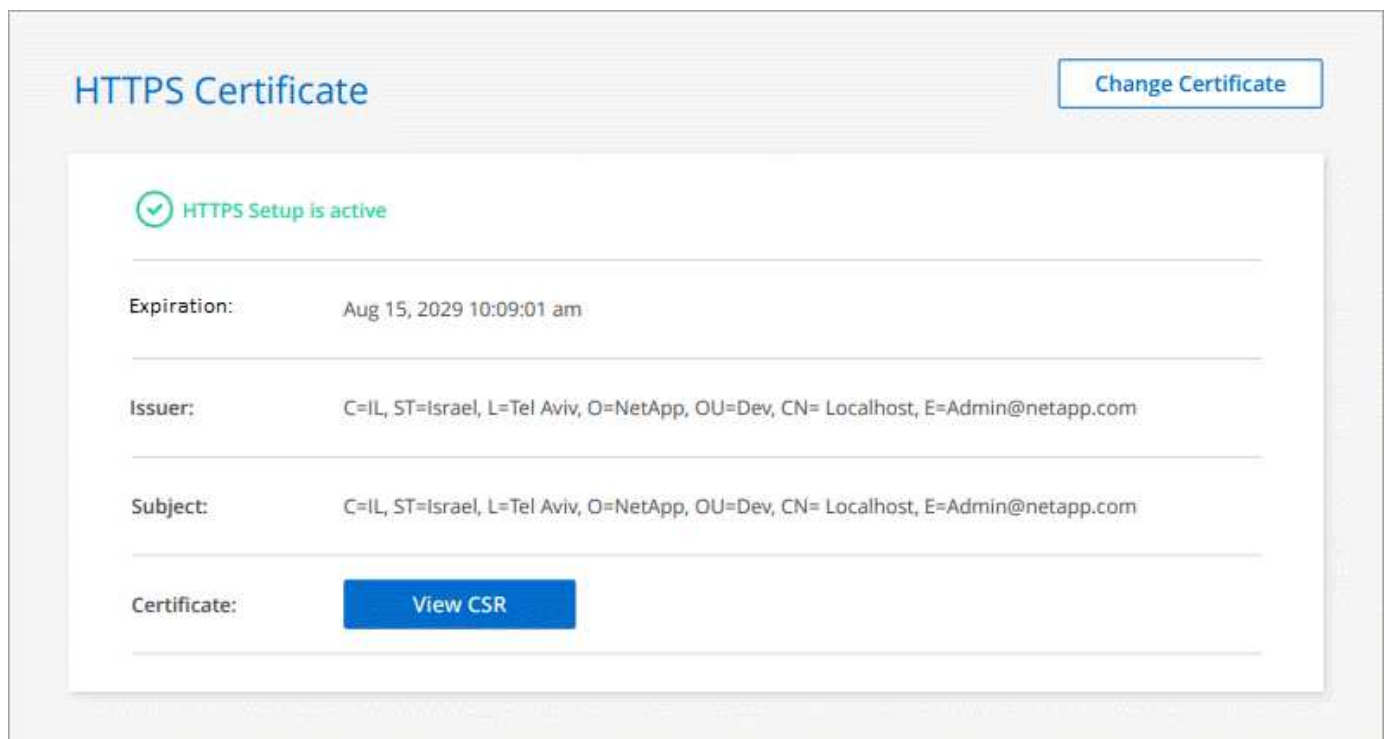 HTTPS Certificate
Change Certificate
HTTPS Setup is active
Expiration: Aug 15, 2029 10:09:01 am
Issuer: C=IL, ST=Israel, L=Tel Aviv, O=NetApp, OU=Dev, CN= Localhost, E=Admin@netapp.com
Subject: C=IL, ST=Israel, L=Tel Aviv, O=NetApp, OU=Dev, CN= Localhost, E=Admin@netapp.com
Certificate: View CSR